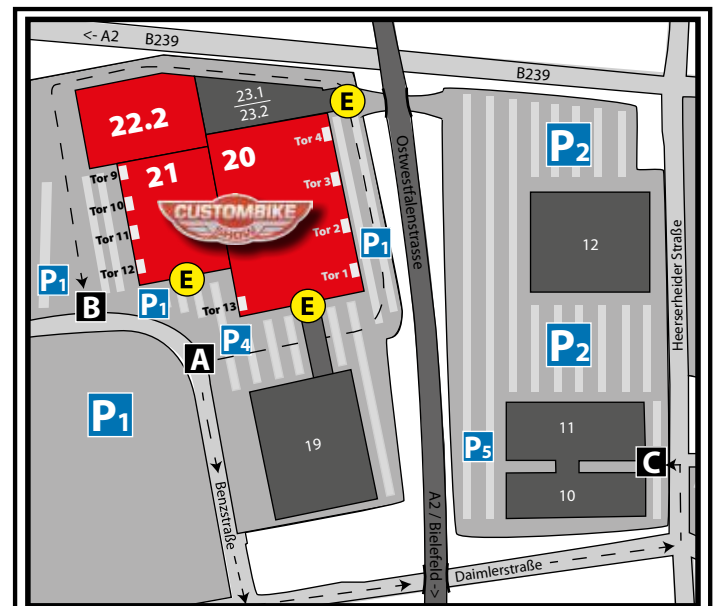 <- A2
B239
B239
23.1
23.2
E
22.2
20
Tor 4
Ostwestfalenstrasse
P2
Tor 9
21
Tor 3
Tor 10
CUSTOMBIKE
SHOW
Tor 11
Tor 2
P1
12
Heerserheider Straße
Tor 12
E
Tor 1
P1
B
P1
Tor 13
E
P4
A
P2
P1
11
19
P5
C
10
Benzstraße
A2 / Bielefeld ->
Daimlerstraße